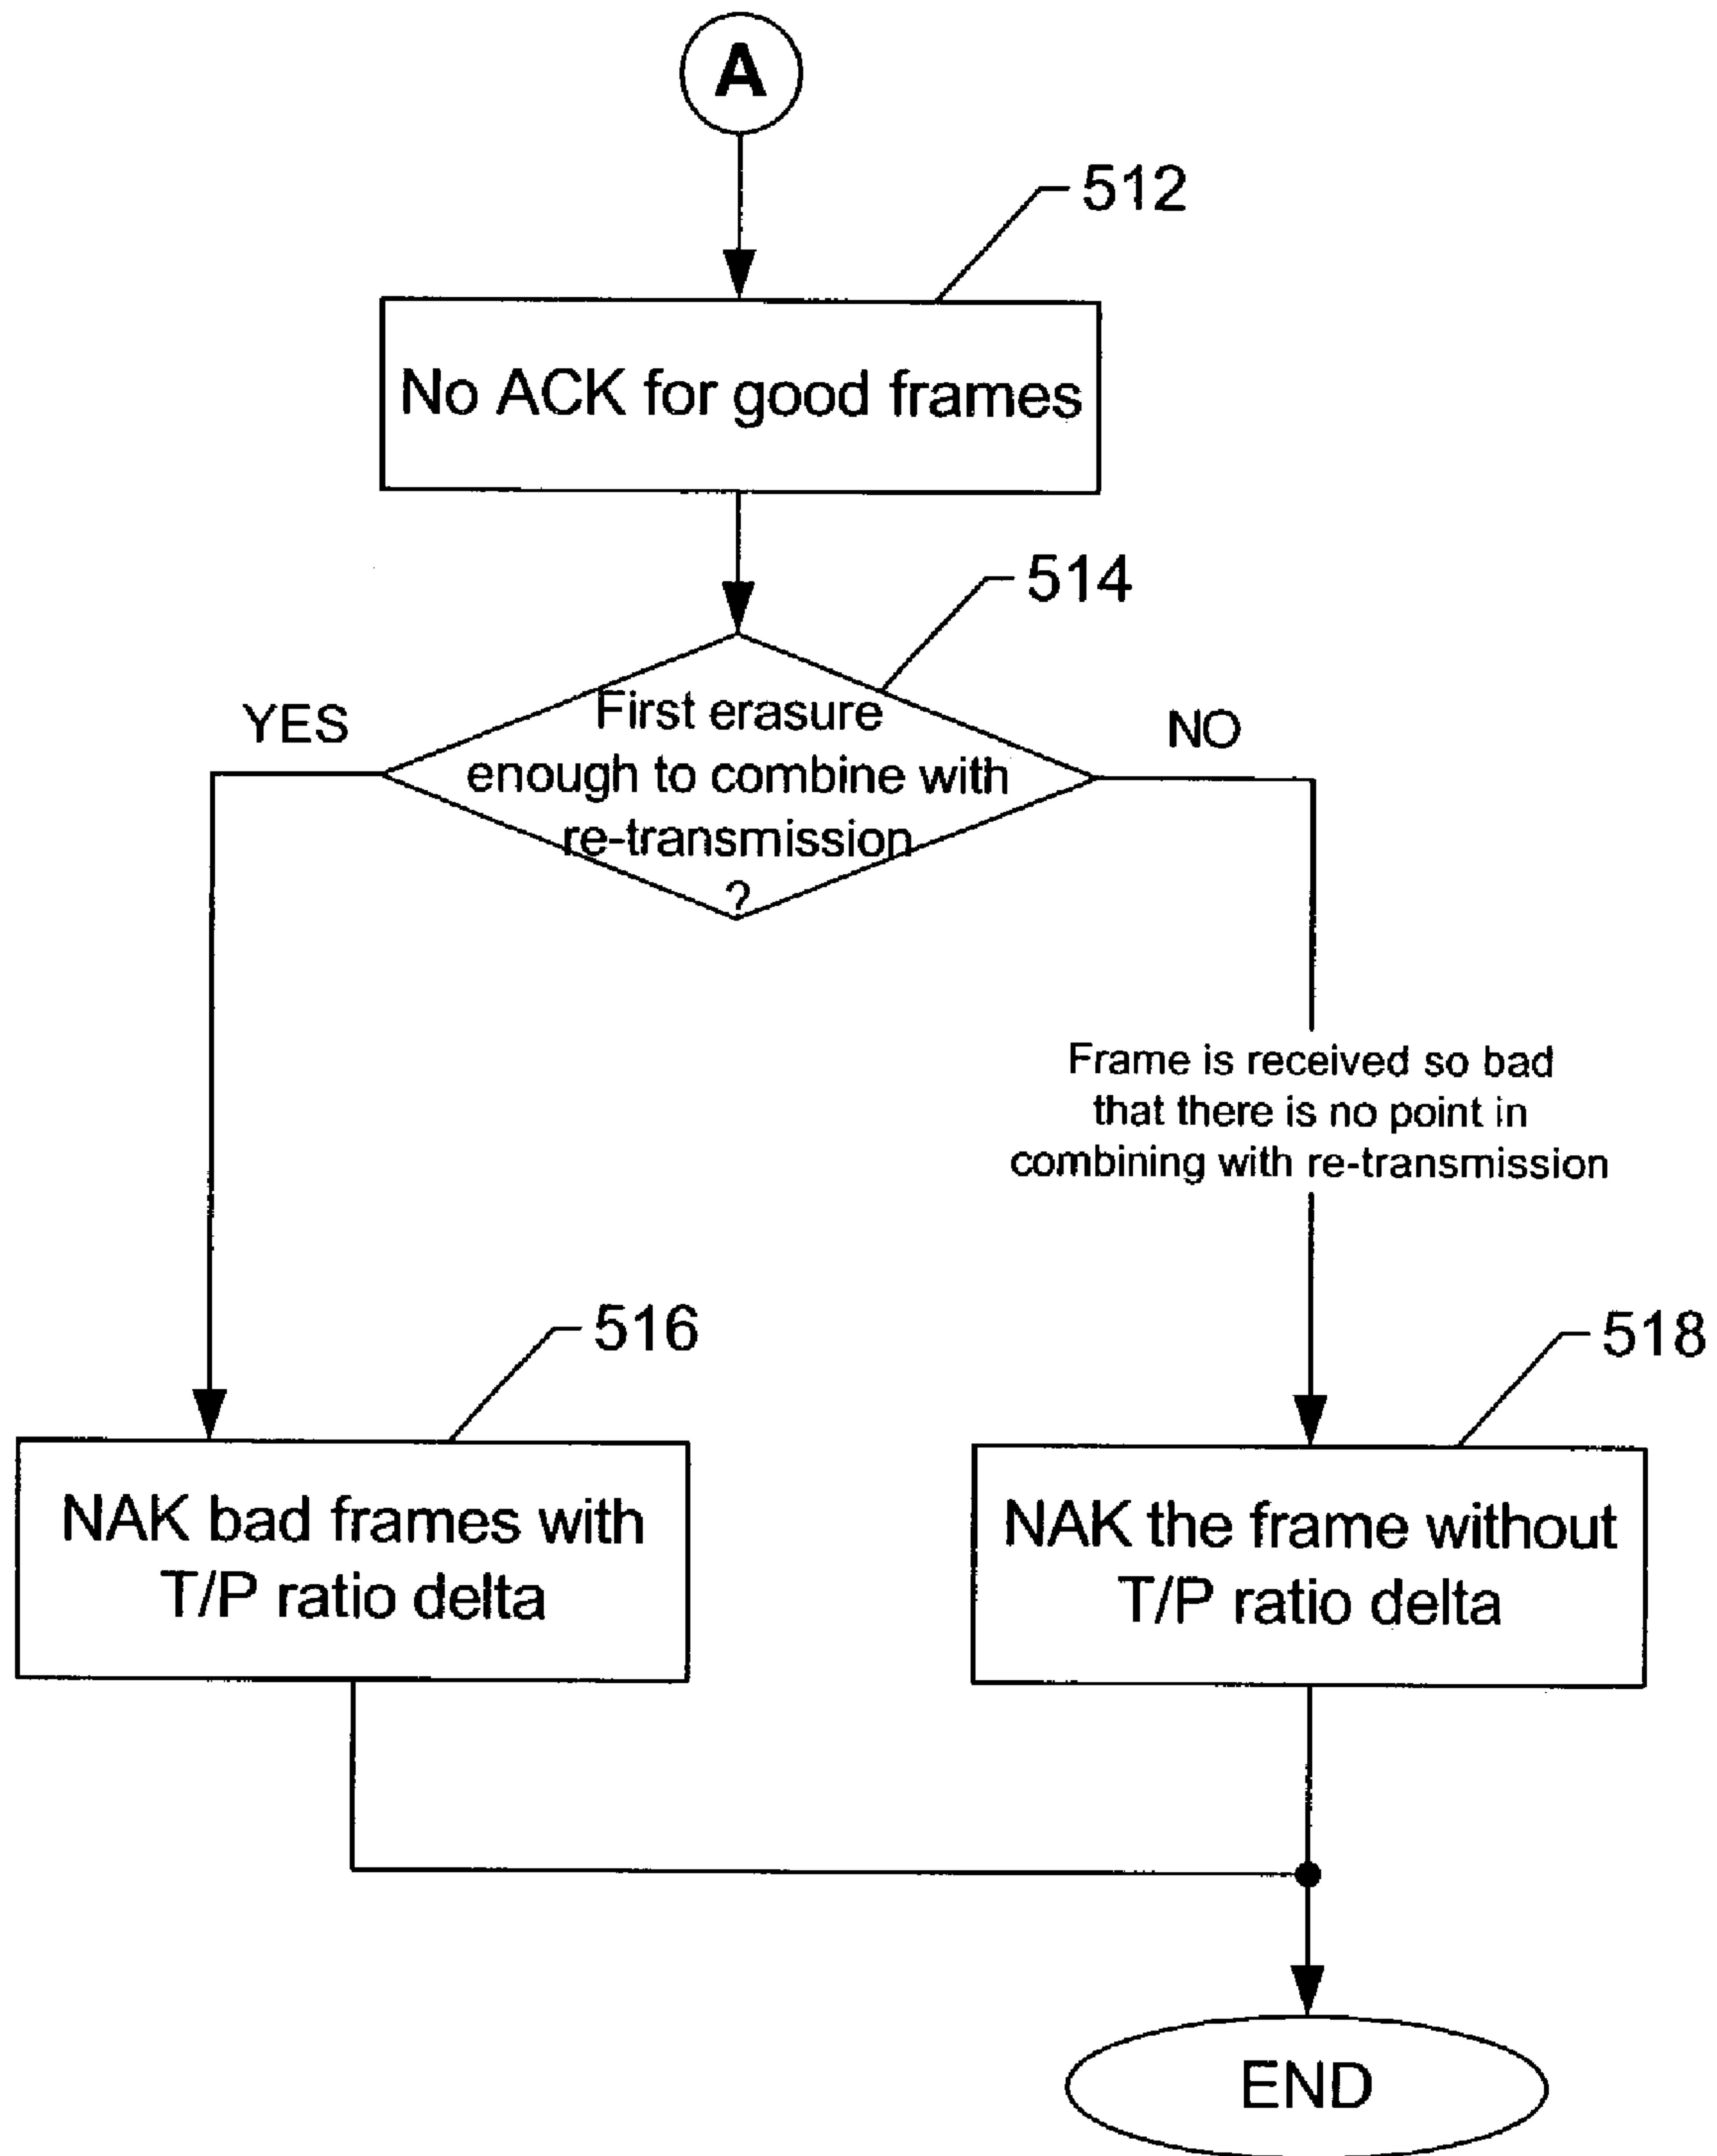 A
512
No ACK for good frames
514
YES
First erasure
enough to combine with
re-transmission
?
NO
Frame is received so bad
that there is no point in
combining with re-transmission
516
518
NAK bad frames with
T/P ratio delta
NAK the frame without
T/P ratio delta
END